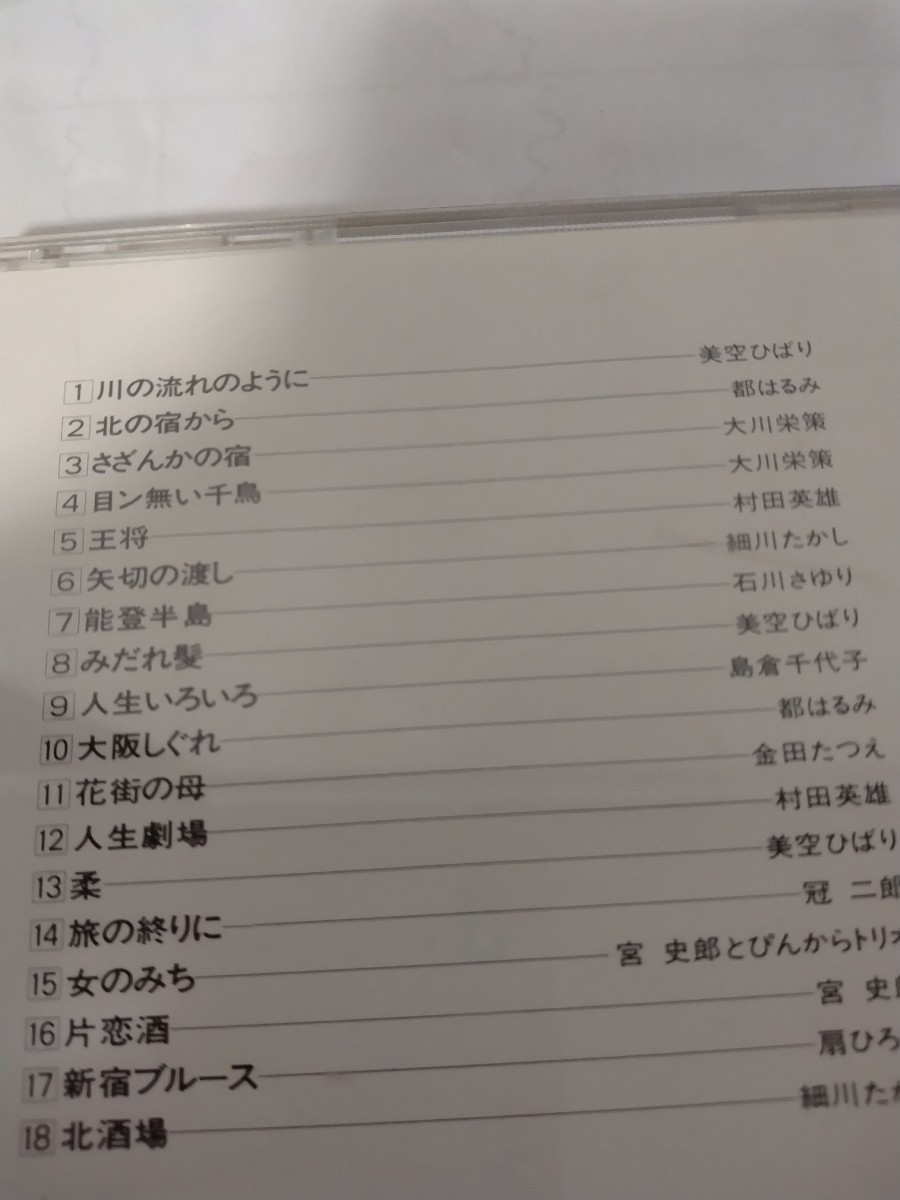 1 川の流れのように 美空ひばり
2 北の宿から 都はるみ
3 さざんかの宿 大川栄策
4 目ン無い千鳥 大川栄策
5 王将 村田英雄
6 矢切の渡し 細川たかし
7 能登半島 石川さゆり
8 みだれ髪 美空ひばり
9 人生いろいろ 島倉千代子
10 大阪しぐれ 都はるみ
11 花街の母 金田たつえ
12 人生劇場 村田英雄
13 柔 美空ひばり
14 旅の終りに 冠 二郎
15 女のみち 宮 史郎とぴんからトリオ
16 片恋酒 宮 史郎
17 新宿ブルース 扇ひろ
18 北酒場 細川たか